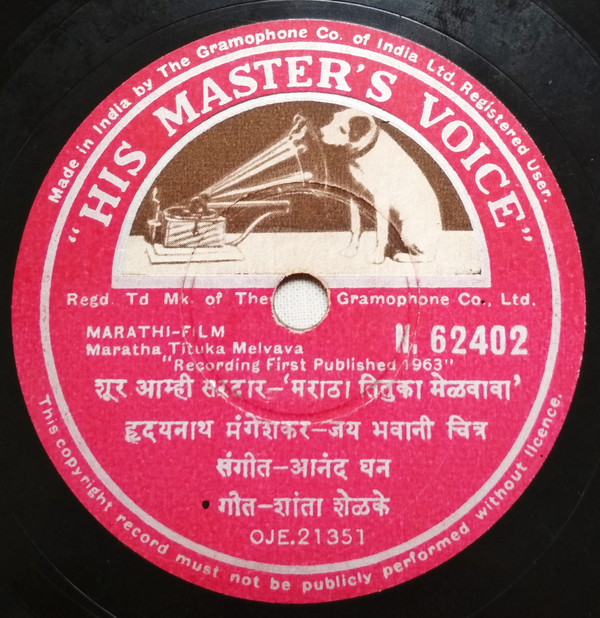 Made in India by The Gramophone Co. of India Ltd. Registered User.
"HIS MASTER'S VOICE"
Regd. Td Mk. of The Gramophone Co., Ltd.
MARATHI-FILM
N. 62402
Maratha Tituka Melvava
"Recording First Published 1963"
शूर आम्ही सरदार-'मराठा तितुका मेळवावा'
हृदयनाथ मंगेशकर-जय भवानी चित्र
संगीत-आनंद घन
गीत-शांता शेळके
OJE.21351
This copyright record must not be publicly performed without licence.